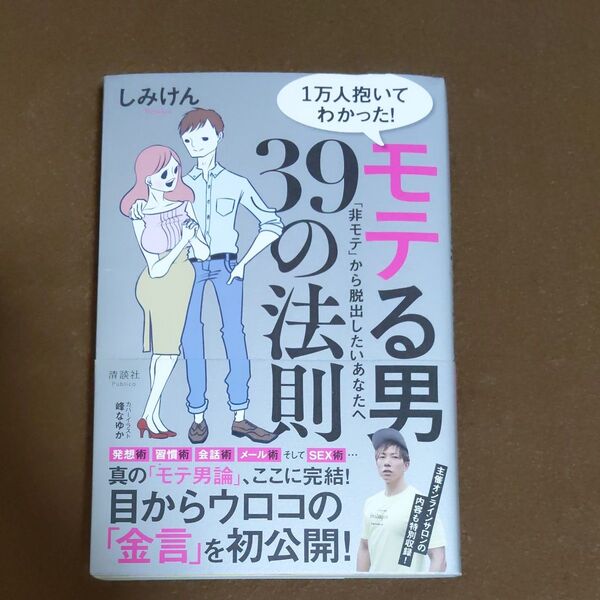 しみけん
1万人抱いて
わかった!
モテる男
39の法則
「非モテ」から脱出したいあなたへ
清談社
Publico
カバーイラスト
峰なゆか
発想術 習慣術 会話術 メール術 そして SEX術…
真の「モテ男論」、ここに完結!
目からウロコの
「金言」を初公開!
主催オンラインサロンの
内容も特別収録!